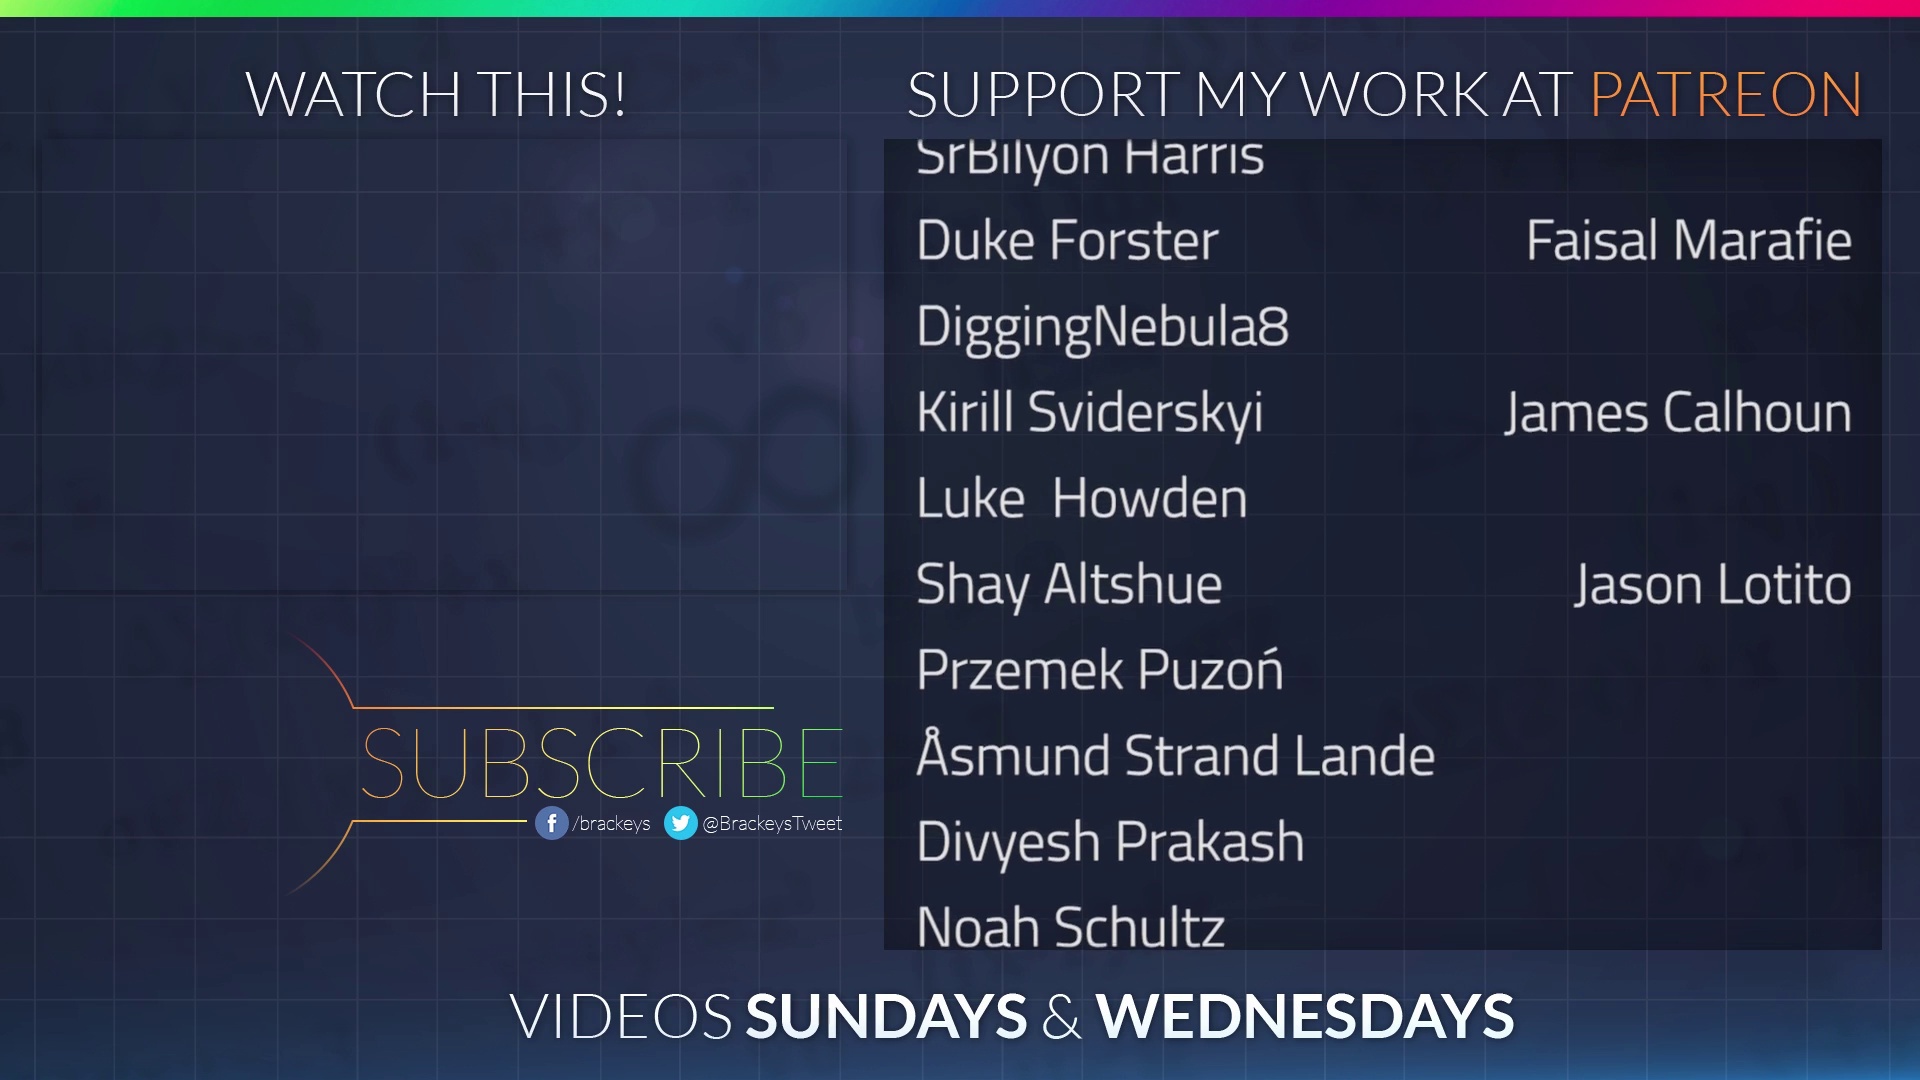 WATCH THIS!
SUPPORT MY WORK AT PATREON
SrBilyon Harris
Duke Forster
Faisal Marafie
DiggingNebula8
Kirill Sviderskyi
James Calhoun
Luke  Howden
Shay Altshue
Jason Lotito
Przemek Puzoń
Åsmund Strand Lande
Divyesh Prakash
Noah Schultz
SUBSCRIBE
/brackeys @BrackeysTweet
VIDEOS SUNDAYS & WEDNESDAYS